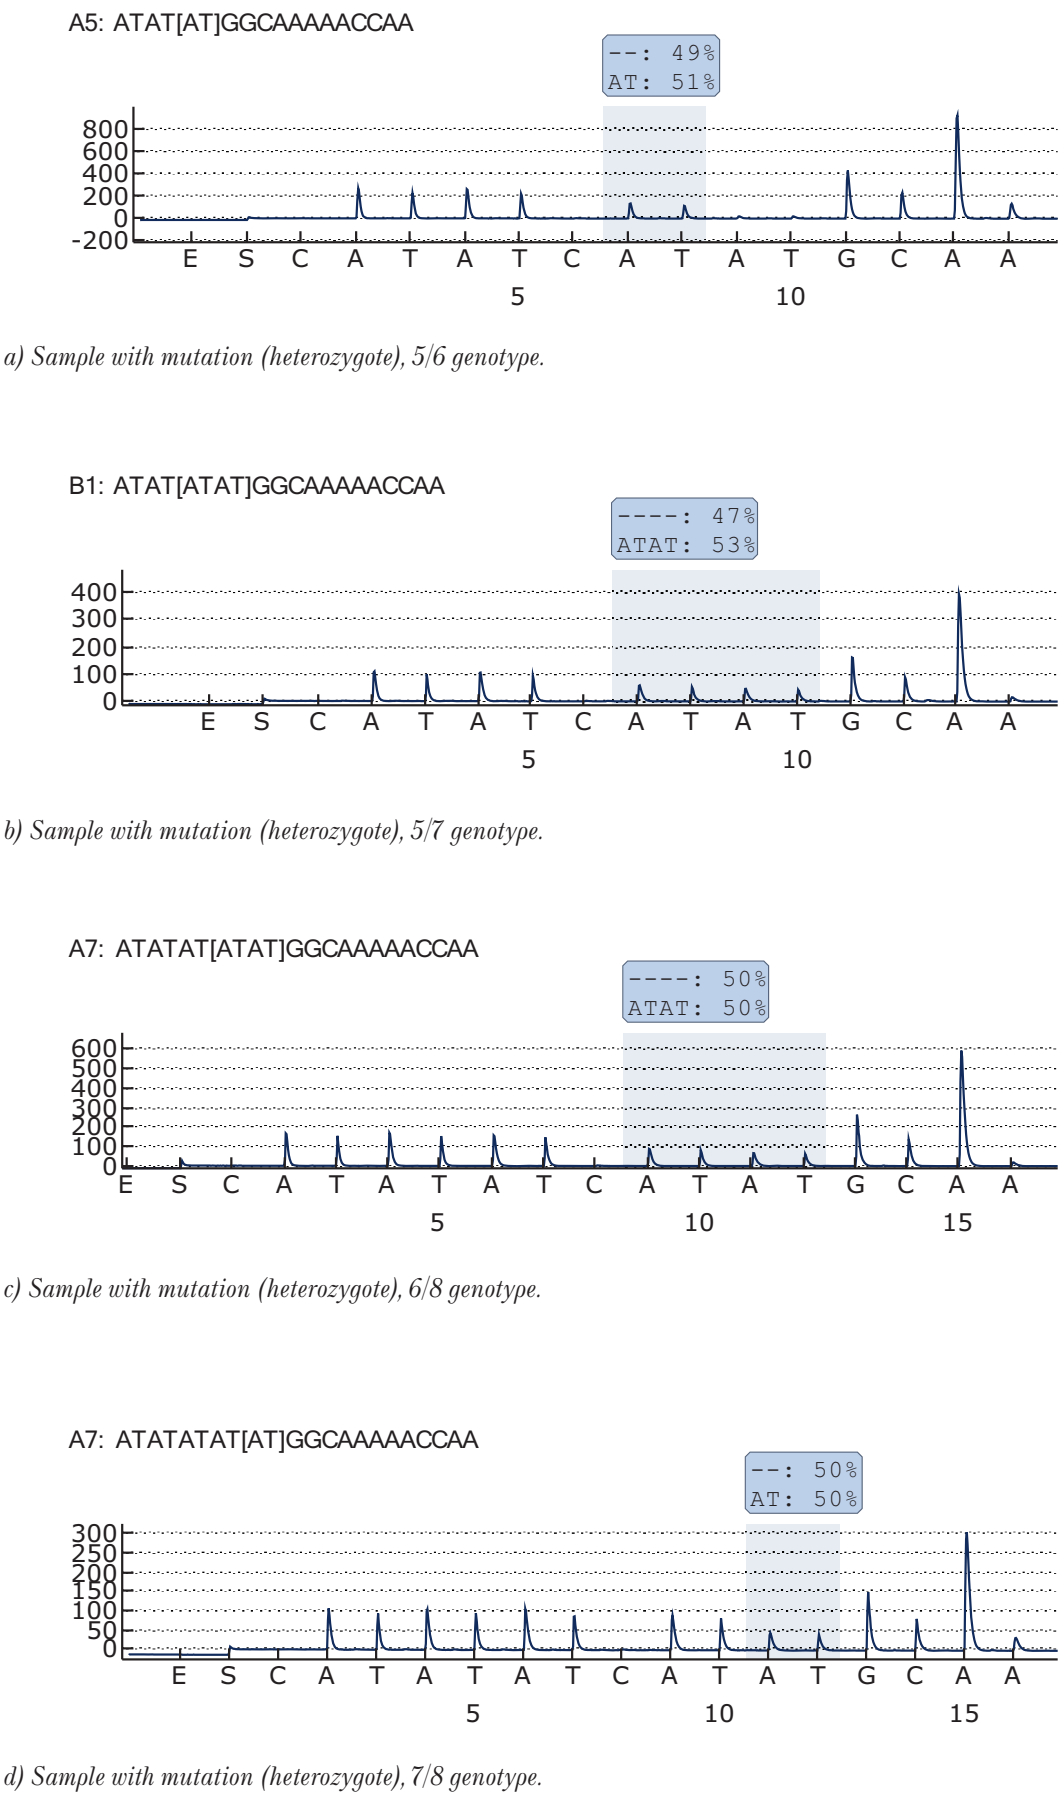 A5: ATAT[AT]GGCAAAAACCAA
--: 49%
AT: 51%
800
600
400
200
0
-200
E S C A T A T C A T A T G C A A
5 10
a) Sample with mutation (heterozygote), 5/6 genotype.
B1: ATAT[ATAT]GGCAAAAACCAA
----: 47%
ATAT: 53%
400
300
200
100
0
E S C A T A T C A T A T G C A A
5 10
b) Sample with mutation (heterozygote), 5/7 genotype.
A7: ATATAT[ATAT]GGCAAAAACCAA
----: 50%
ATAT: 50%
600
500
400
300
200
100
0
E S C A T A T A T C A T A T G C A A
5 10 15
c) Sample with mutation (heterozygote), 6/8 genotype.
A7: ATATATAT[AT]GGCAAAAACCAA
--: 50%
AT: 50%
300
250
200
150
100
50
0
E S C A T A T A T C A T A T G C A A
5 10 15
d) Sample with mutation (heterozygote), 7/8 genotype.